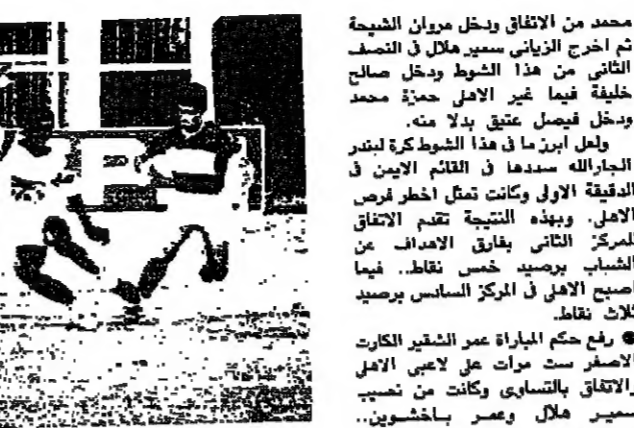 محمد من الاتفاق ودخل مروان الشيحة
ثم اخرج الزياني سمير هلال في النصف
الثاني من هذا الشوط ودخل صالح
خليفة فيما غير الاهلي حمزة محمد
ودخل فيصل عتيق بدلا منه.
ولعل ابرز ما في هذا الشوط كرة لبندر
الجارالله سددها في القائم الايمن في
الدقيقة الاولى وكانت تمثل اخطر فرص
الاهلي. وبهذه النتيجة تقدم الاتفاق
للمركز الثاني بفارق الاهداف عن
الشباب برصيد خمس نقاط.. فيما
اصبح الاهلي في المركز السادس برصيد
ثلاث نقاط.
● رفع حكم المباراة عمر الشقير الكارت
الاصفر ست مرات على لاعبي الاهلي
والاتفاق بالتساوى وكانت من نصيب
سمير هلال وعمر باخشوين..